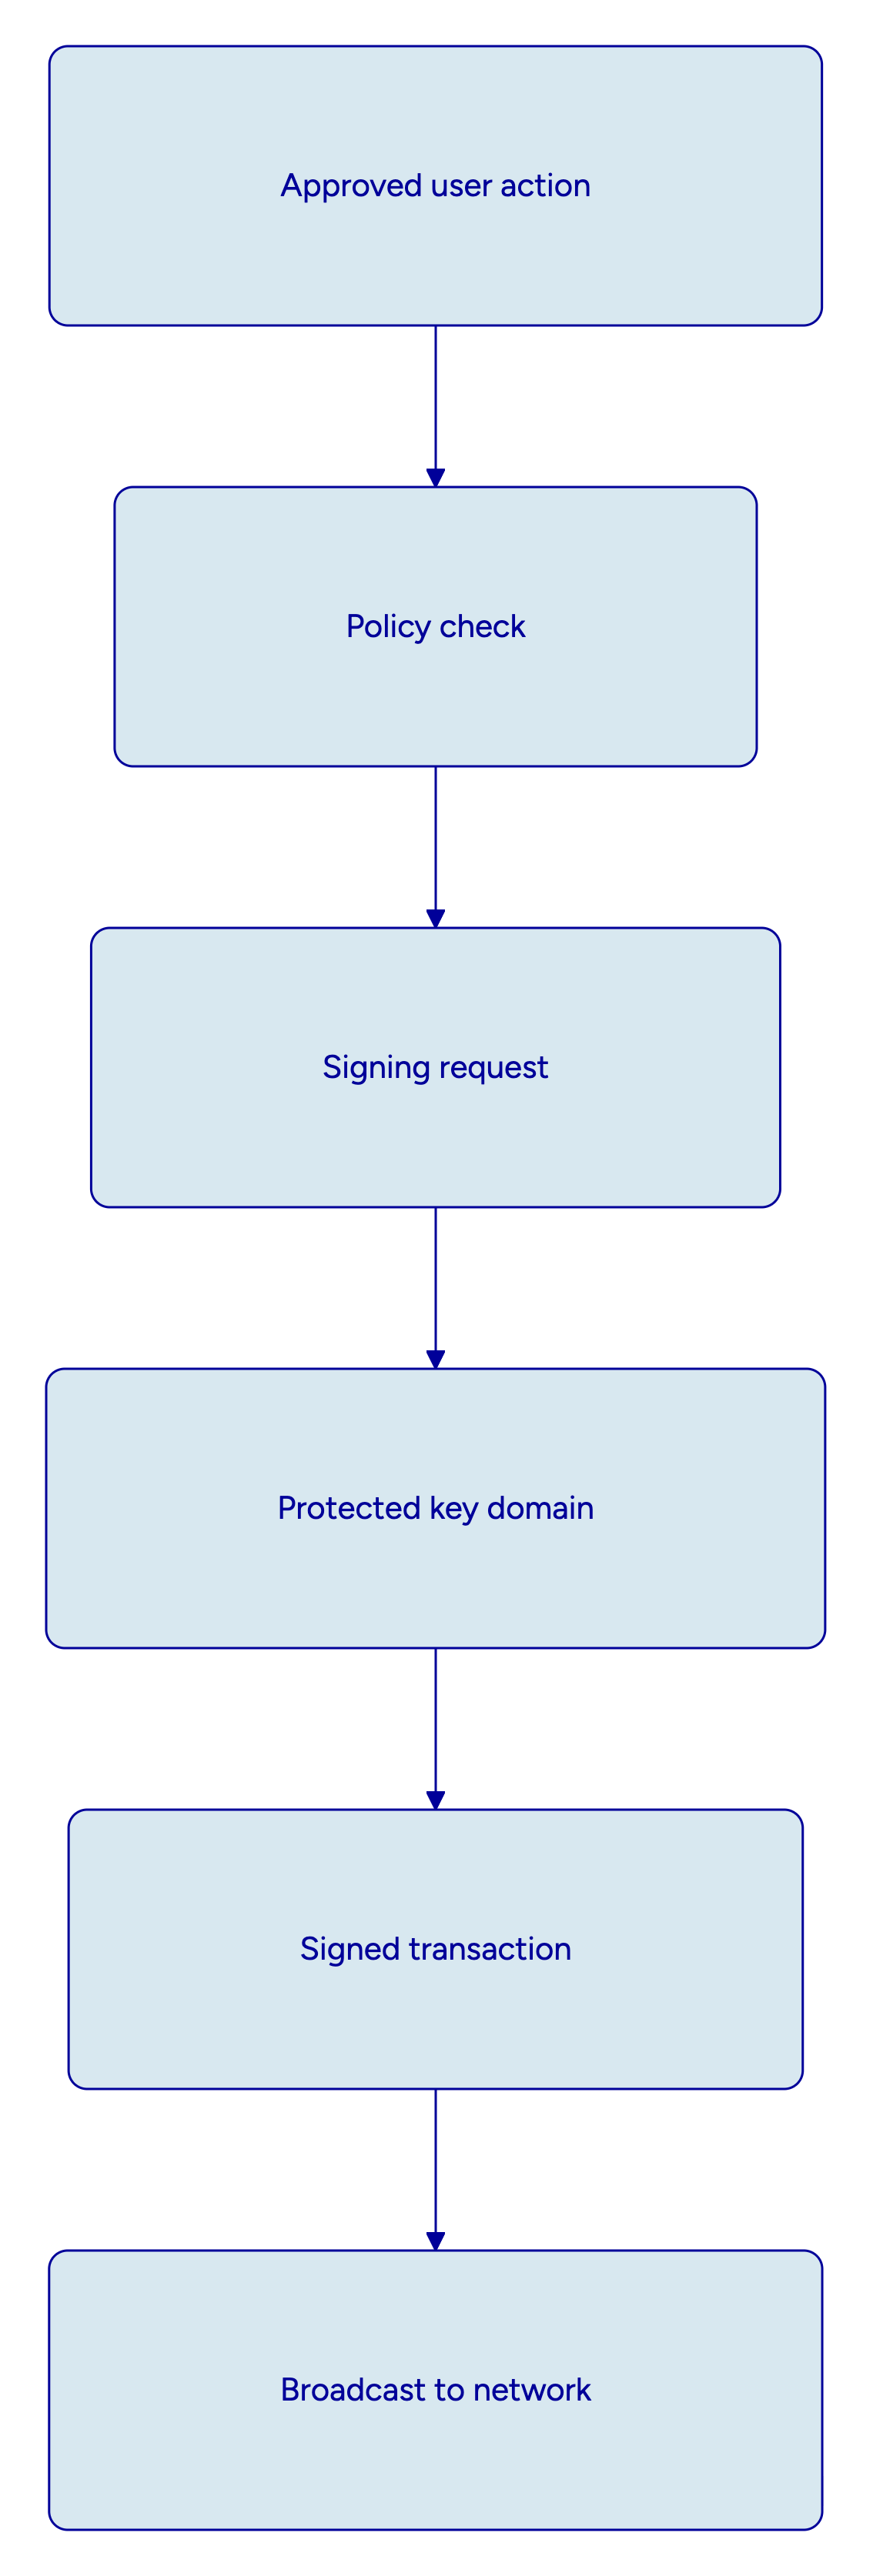 Approved user action
Policy check
Signing request
Protected key domain
Signed transaction
Broadcast to network